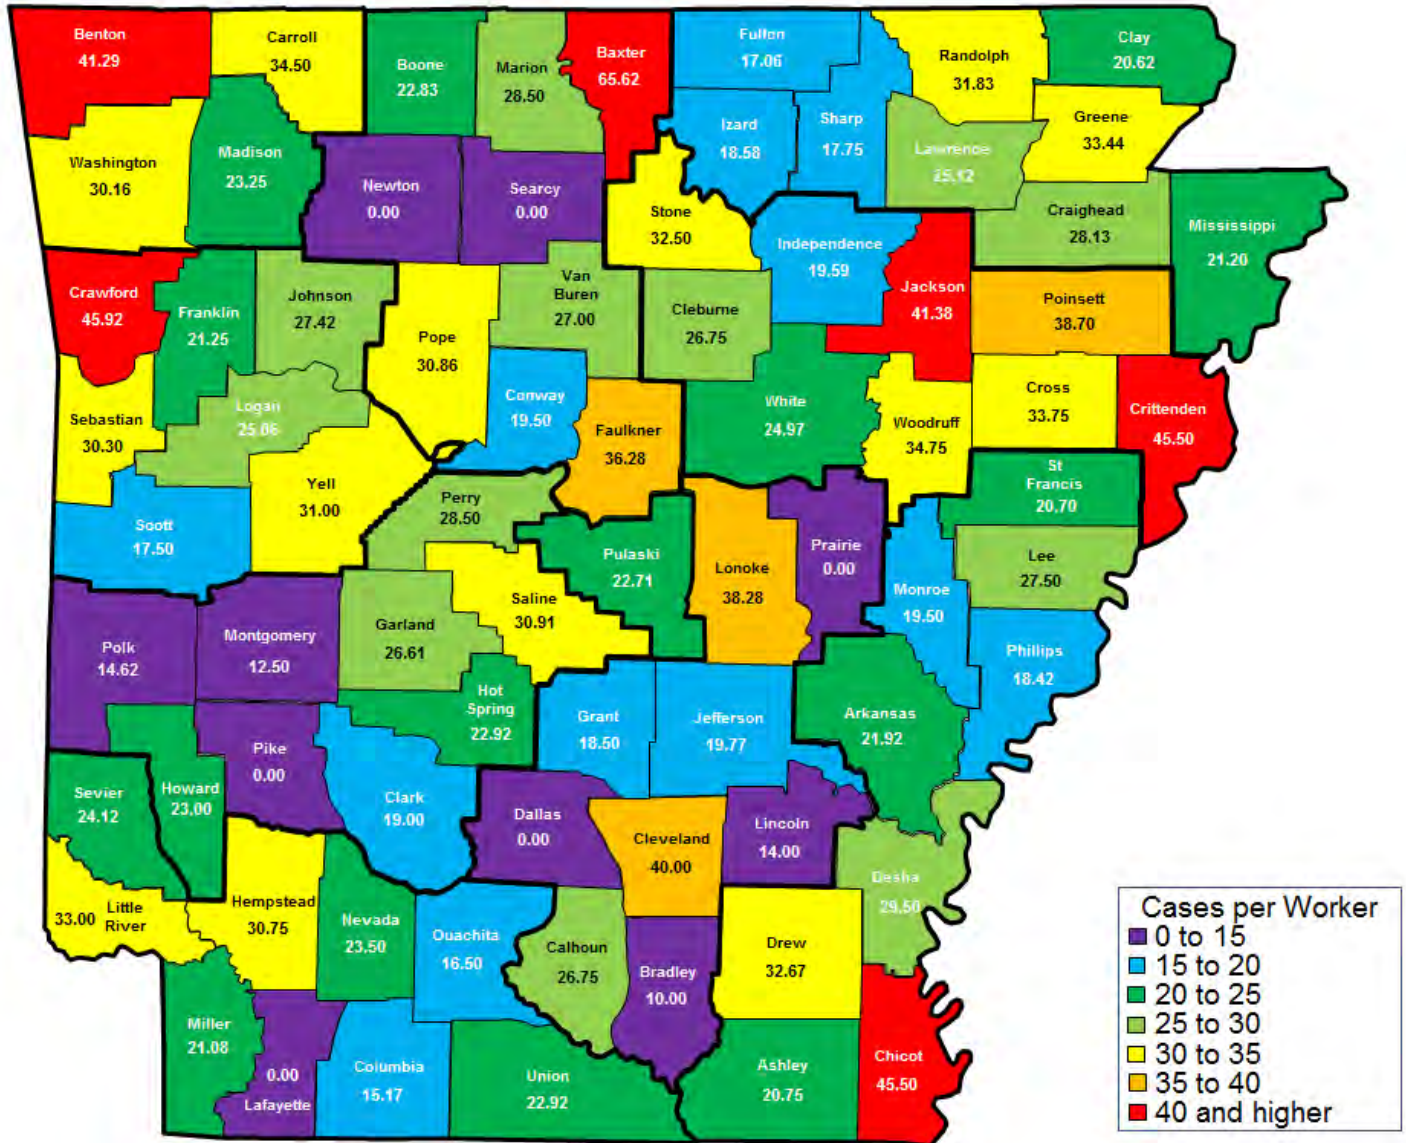 Benton
41.29
Carroll
34.50
Boone
22.83
Marion
28.50
Baxter
65.62
Fulton
17.06
Randolph
31.83
Clay
20.62
Washington
30.16
Madison
23.25
Newton
0.00
Searcy
0.00
Stone
32.50
Izard
18.58
Sharp
17.75
Lawrence
25.12
Greene
33.44
Craighead
28.13
Mississippi
21.20
Crawford
45.92
Franklin
21.25
Johnson
27.42
Pope
30.86
Van
Buren
27.00
Cleburne
26.75
Independence
19.59
Jackson
41.38
Poinsett
38.70
Sebastian
30.30
Logan
25.06
Conway
19.50
Faulkner
36.28
White
24.97
Woodruff
34.75
Cross
33.75
Crittenden
45.50
Scott
17.50
Yell
31.00
Perry
28.50
Pulaski
22.71
Lonoke
38.28
Prairie
0.00
St
Francis
20.70
Lee
27.50
Monroe
19.50
Phillips
18.42
Polk
14.62
Montgomery
12.50
Garland
26.61
Saline
30.91
Hot
Spring
22.92
Grant
18.50
Jefferson
19.77
Arkansas
21.92
Sevier
24.12
Howard
23.00
Pike
0.00
Clark
19.00
Dallas
0.00
Cleveland
40.00
Lincoln
14.00
Desha
29.50
33.00
Little
River
Hempstead
30.75
Nevada
23.50
Ouachita
16.50
Calhoun
26.75
Bradley
10.00
Drew
32.67
Miller
21.08
0.00
Lafayette
Columbia
15.17
Union
22.92
Ashley
20.75
Chicot
45.50
Cases per Worker
0 to 15
15 to 20
20 to 25
25 to 30
30 to 35
35 to 40
40 and higher